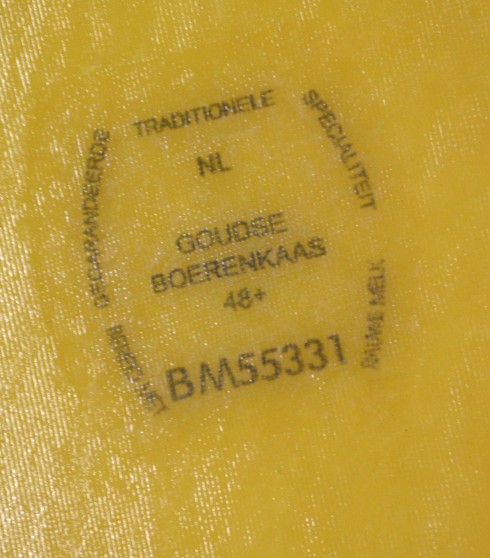 GEGARANDEERDE
TRADITIONELE
SPECIALITEIT
NL
GOUDSE
BOERENKAAS
48+
BM55331
RAUWE MELK